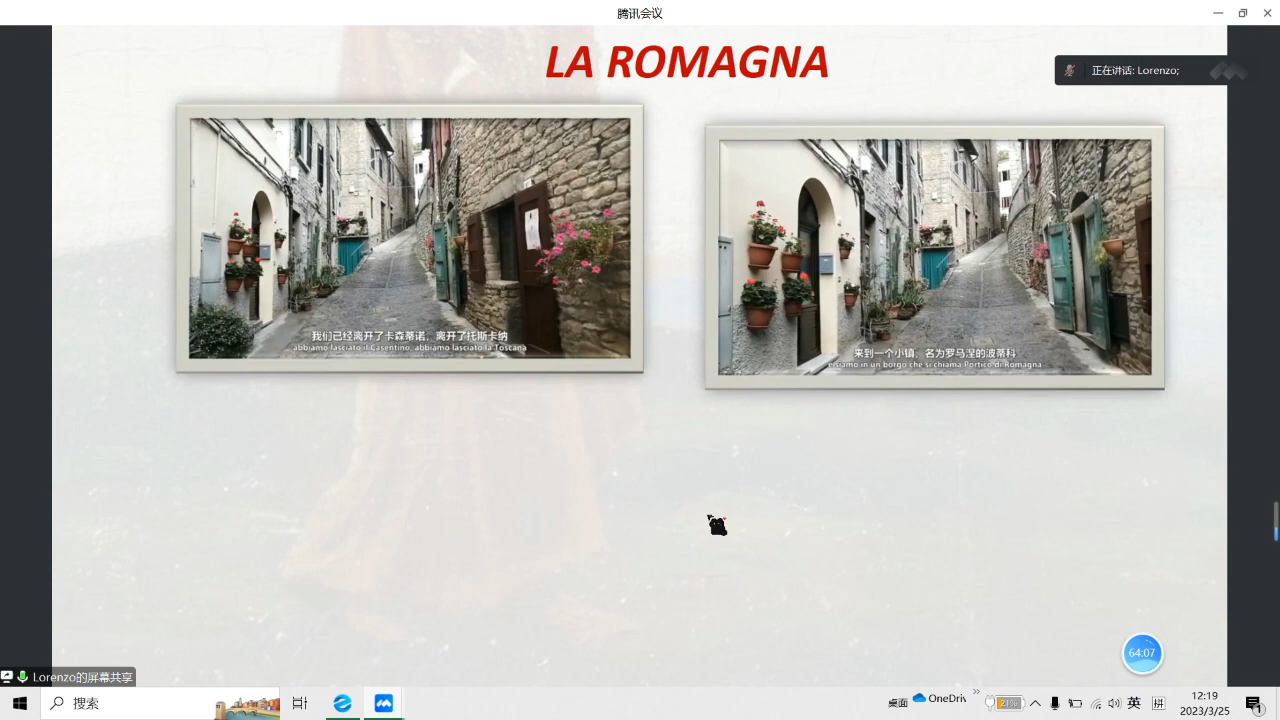 腾讯会议
LA ROMAGNA
正在讲话: Lorenzo;
我们已经离开了卡森蒂诺，离开了托斯卡纳
abbiamo lasciato il Casentino, abbiamo lasciato la Toscana
来到一个小镇，名为罗马涅的波蒂科
e siamo in un borgo che si chiama Portico di Romagna
64:07
Lorenzo的屏幕共享
搜索
桌面
OneDriv
21%
英
拼
12:19
2023/3/25
1